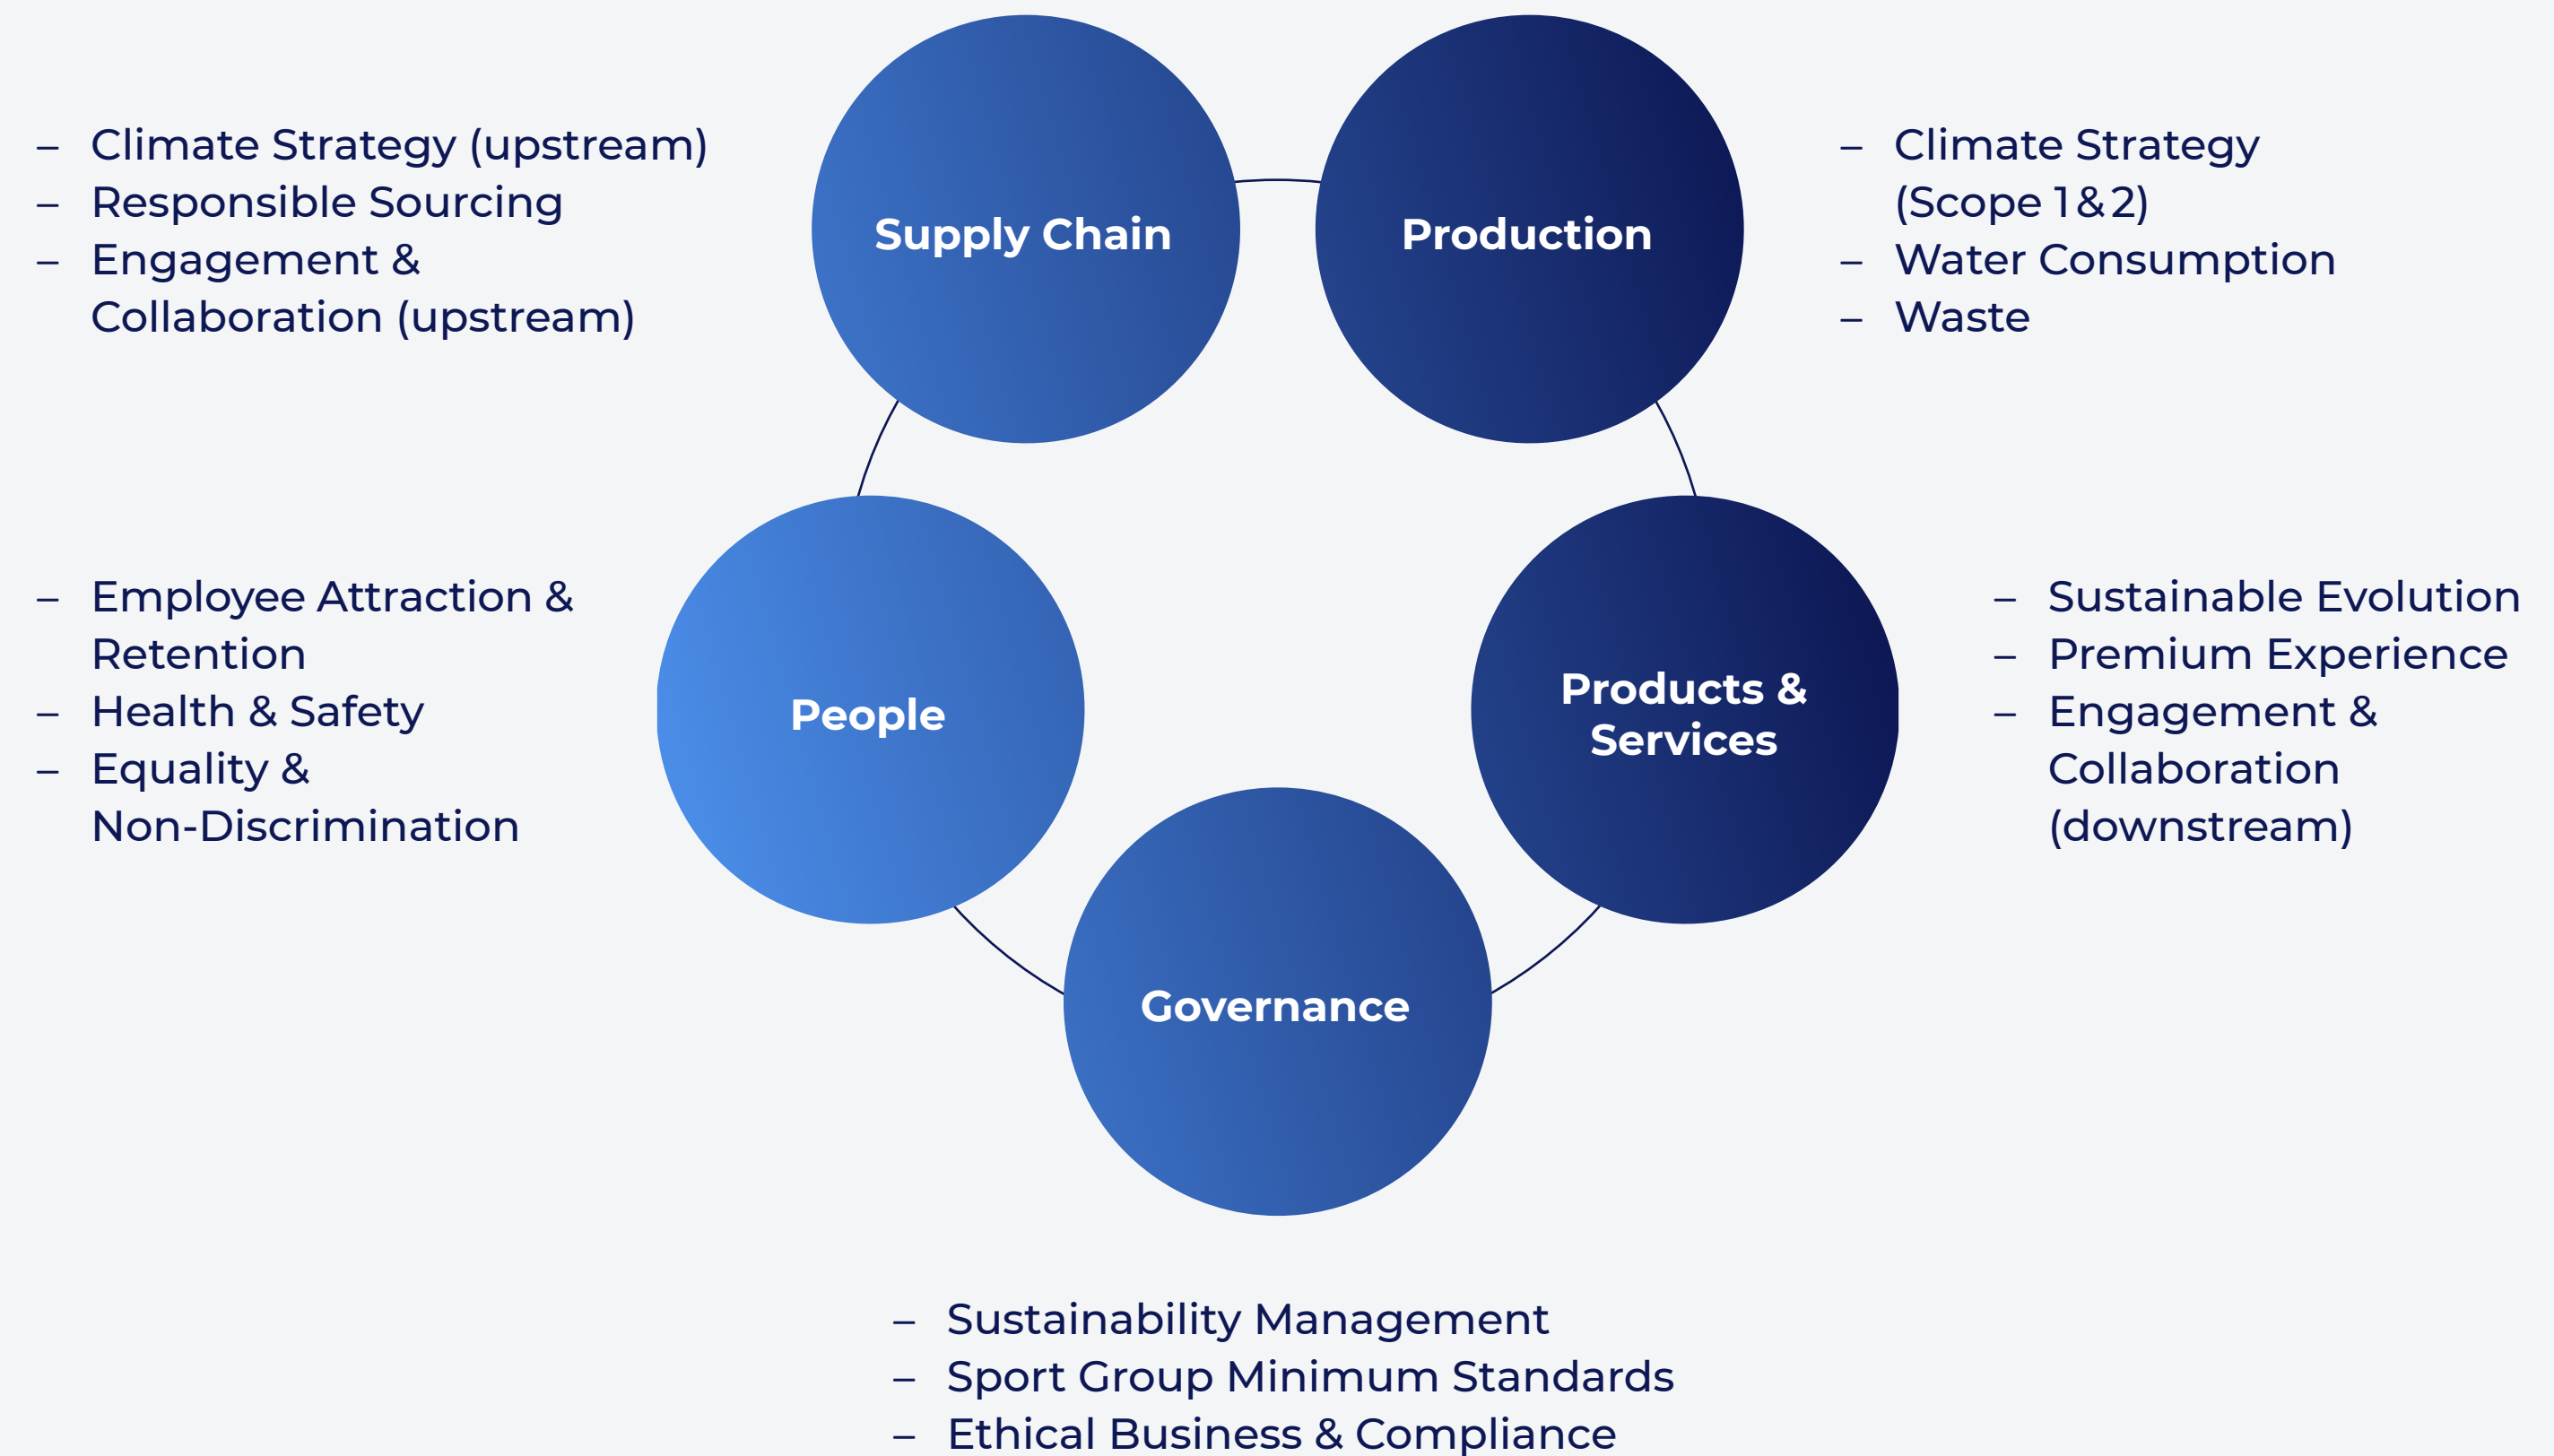 Supply Chain
– Climate Strategy (upstream)
– Responsible Sourcing
– Engagement &
Collaboration (upstream)
Production
– Climate Strategy
(Scope 1 & 2)
– Water Consumption
– Waste
People
– Employee Attraction &
Retention
– Health & Safety
– Equality &
Non-Discrimination
Products &
Services
– Sustainable Evolution
– Premium Experience
– Engagement &
Collaboration
(downstream)
Governance
– Sustainability Management
– Sport Group Minimum Standards
– Ethical Business & Compliance